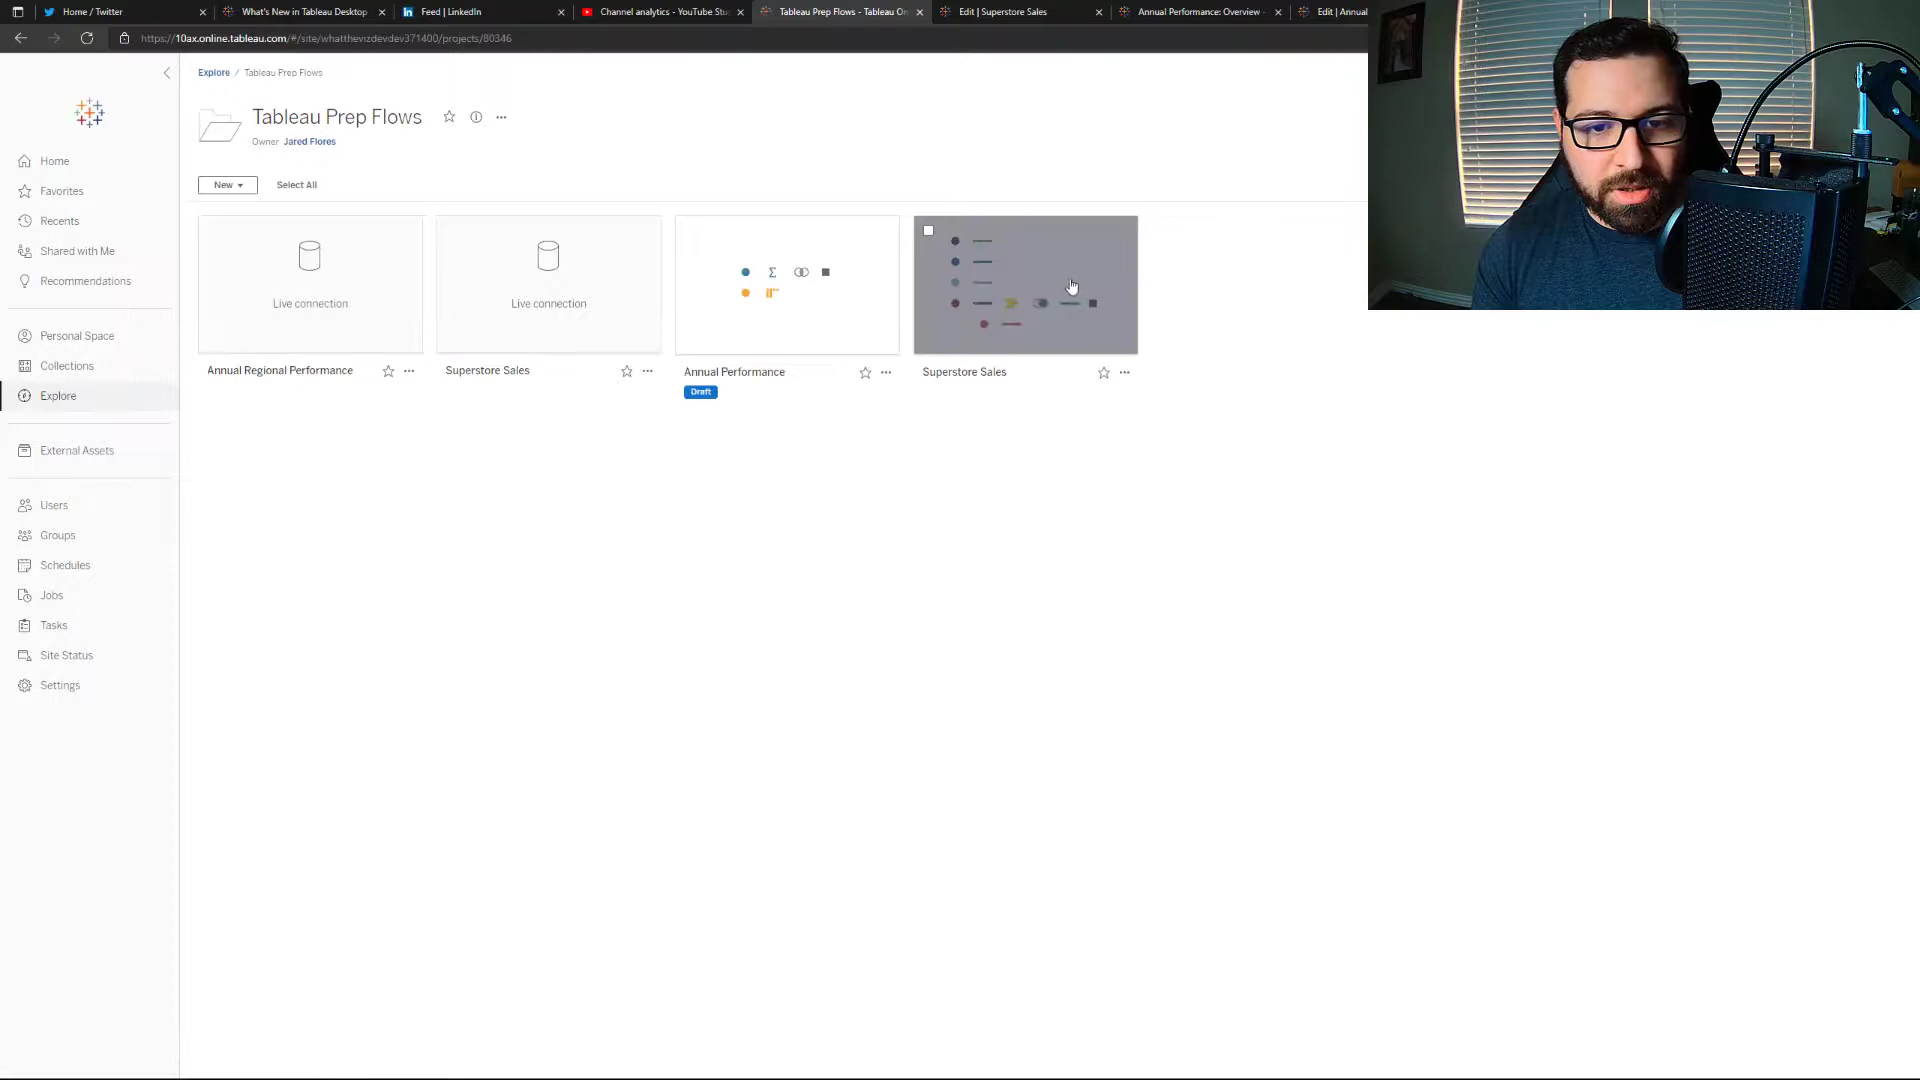 Home / Twitter
What's New in Tableau Desktop
Feed | LinkedIn
Channel analytics - YouTube Stu
Tableau Prep Flows - Tableau On
Edit | Superstore Sales
Annual Performance: Overview -
Edit | Annual
https://10ax.online.tableau.com/#/site/whatthevizdevdev371400/projects/80346
Explore / Tableau Prep Flows
Tableau Prep Flows
Owner Jared Flores
New
Select All
Home
Favorites
Recents
Shared with Me
Recommendations
Personal Space
Collections
Explore
External Assets
Users
Groups
Schedules
Jobs
Tasks
Site Status
Settings
Live connection
Live connection
Annual Regional Performance
Superstore Sales
Annual Performance
Superstore Sales
Draft